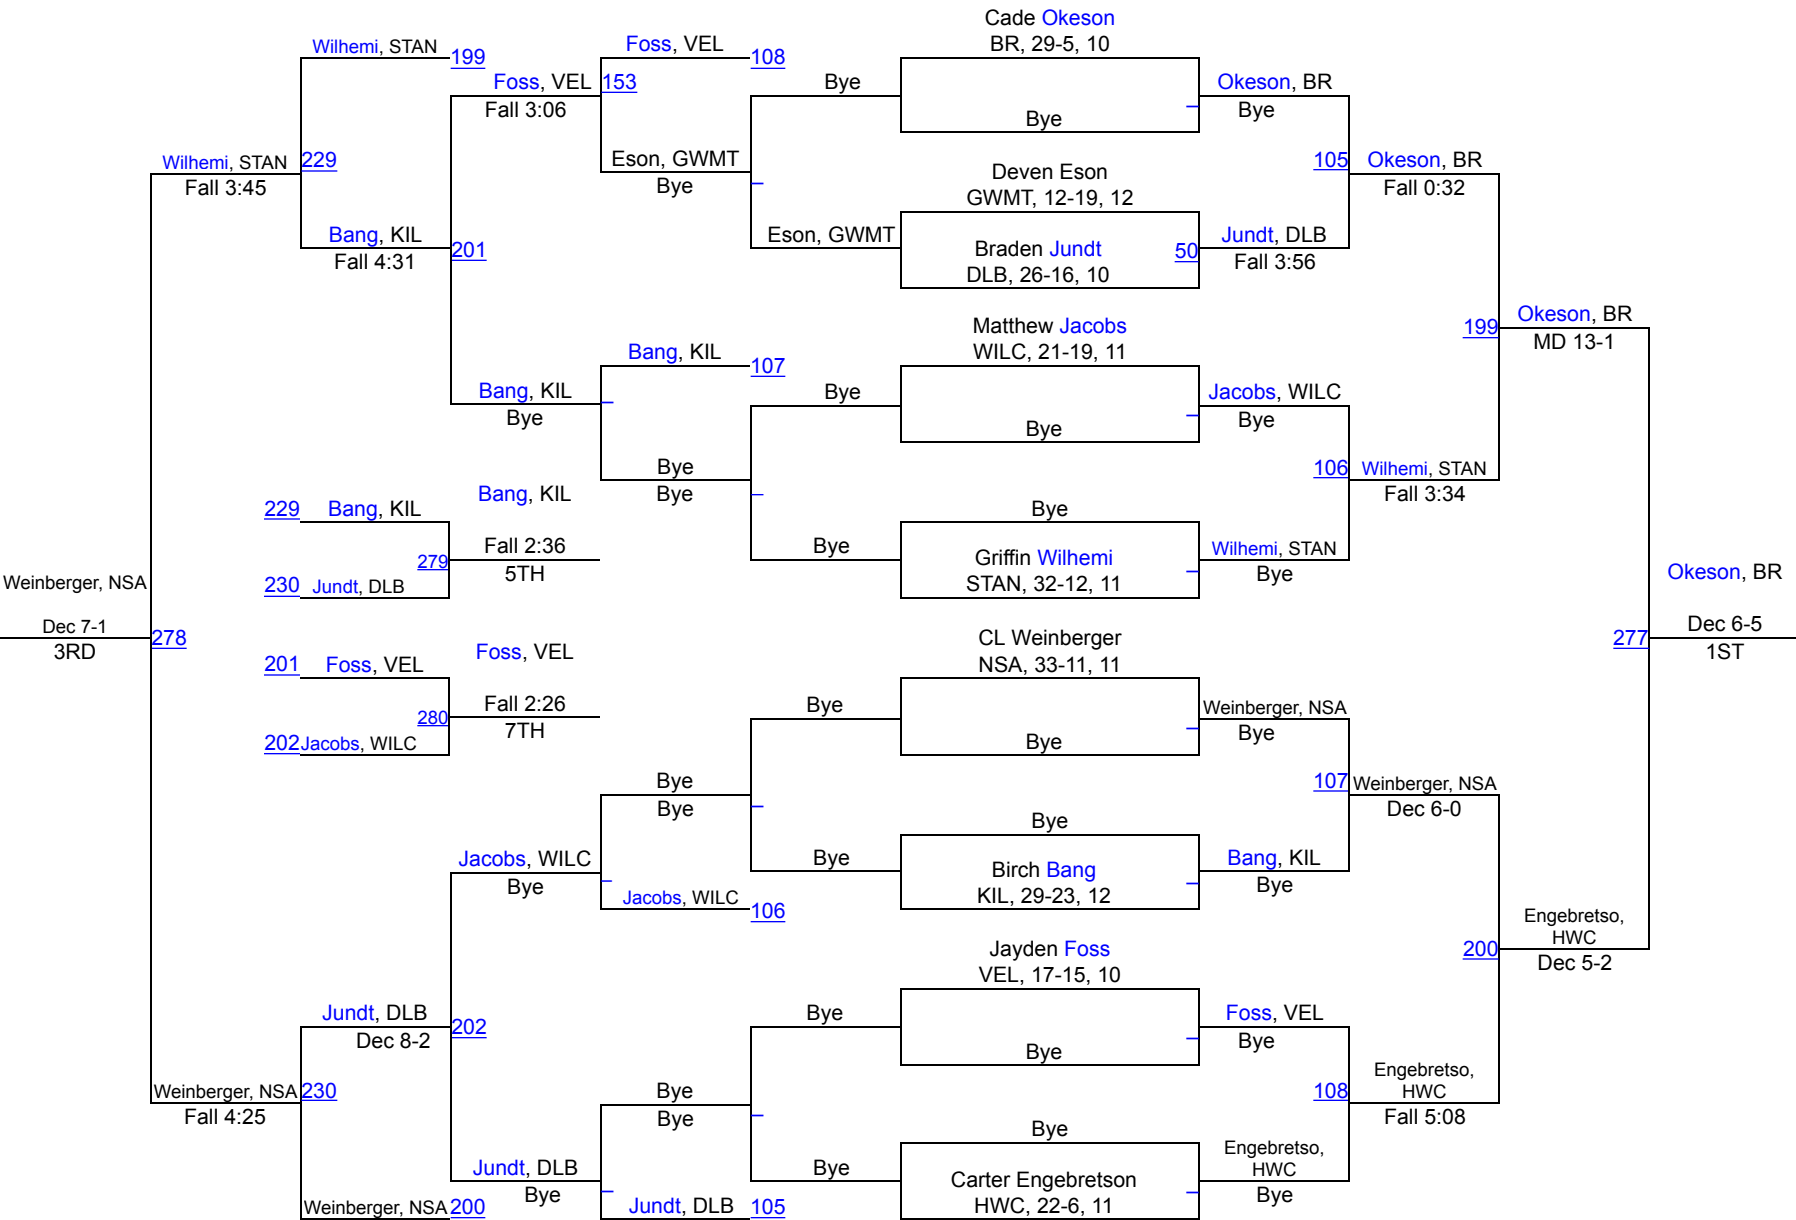 Wilhemi, STAN
199
229
Wilhemi, STAN
Fall 3:45
Bang, KIL
Fall 4:31
Foss, VEL
Fall 3:06
201
Bang, KIL
Bye
Foss, VEL
108
153
Eson, GWMT
Bye
Bye
Eson, GWMT
Bang, KIL
107
Bye
Bye
Bye
Bye
Cade Okeson
BR, 29-5, 10
Bye
Deven Eson
GWMT, 12-19, 12
Braden Jundt
DLB, 26-16, 10
50
Matthew Jacobs
WILC, 21-19, 11
Bye
Bye
Griffin Wilhemi
STAN, 32-12, 11
Okeson, BR
Bye
105
Jundt, DLB
Fall 3:56
Okeson, BR
Fall 0:32
Jacobs, WILC
Bye
106
Wilhemi, STAN
Bye
Wilhemi, STAN
Fall 3:34
199
Okeson, BR
MD 13-1
229
Bang, KIL
230
Jundt, DLB
279
Bang, KIL
Fall 2:36
5TH
Weinberger, NSA
Dec 7-1
3RD
278
201
Foss, VEL
202
Jacobs, WILC
280
Foss, VEL
Fall 2:26
7TH
Okeson, BR
Dec 6-5
1ST
277
CL Weinberger
NSA, 33-11, 11
Bye
Bye
Birch Bang
KIL, 29-23, 12
Jayden Foss
VEL, 17-15, 10
Bye
Bye
Carter Engebretson
HWC, 22-6, 11
Bye
Bye
Bye
Bye
Bye
Bye
Jacobs, WILC
106
Jacobs, WILC
Bye
Bye
Bye
Jundt, DLB
105
Jundt, DLB
Bye
202
Jundt, DLB
Dec 8-2
230
Weinberger, NSA
200
Weinberger, NSA
Fall 4:25
Weinberger, NSA
Bye
107
Bang, KIL
Bye
Weinberger, NSA
Dec 6-0
Foss, VEL
Bye
108
Engebretso,
HWC
Bye
Engebretso,
HWC
Fall 5:08
200
Engebretso,
HWC
Dec 5-2